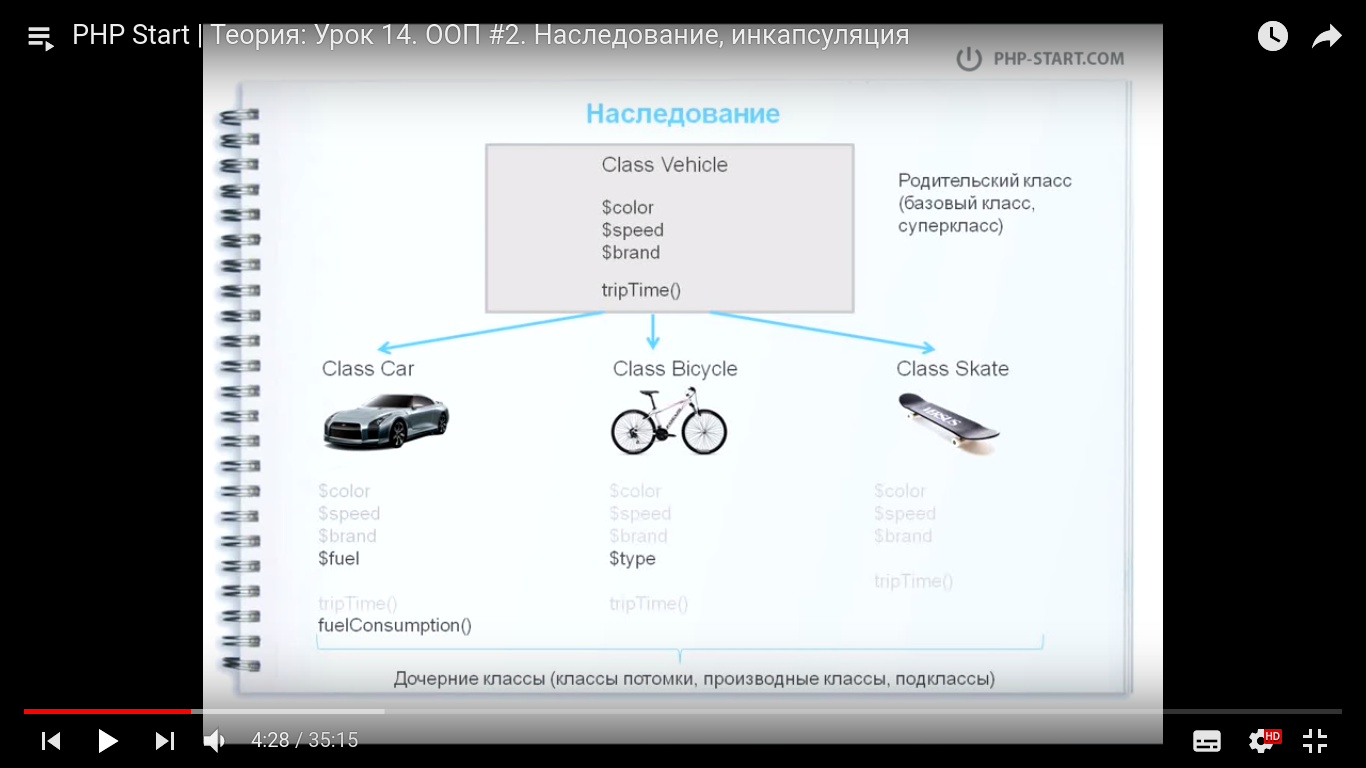 PHP Start | Теория: Урок 14. ООП #2. Наследование, инкапсуляция
PHP-START.COM
Наследование
Class Vehicle
$color
$speed
$brand
tripTime()
Родительский класс
(базовый класс,
суперкласс)
Class Car
$color
$speed
$brand
$fuel
tripTime()
fuelConsumption()
Class Bicycle
$color
$speed
$brand
$type
tripTime()
Class Skate
VERSUS
$color
$speed
$brand
tripTime()
Дочерние классы (классы потомки, производные классы, подклассы)
4:28 / 35:15
HD